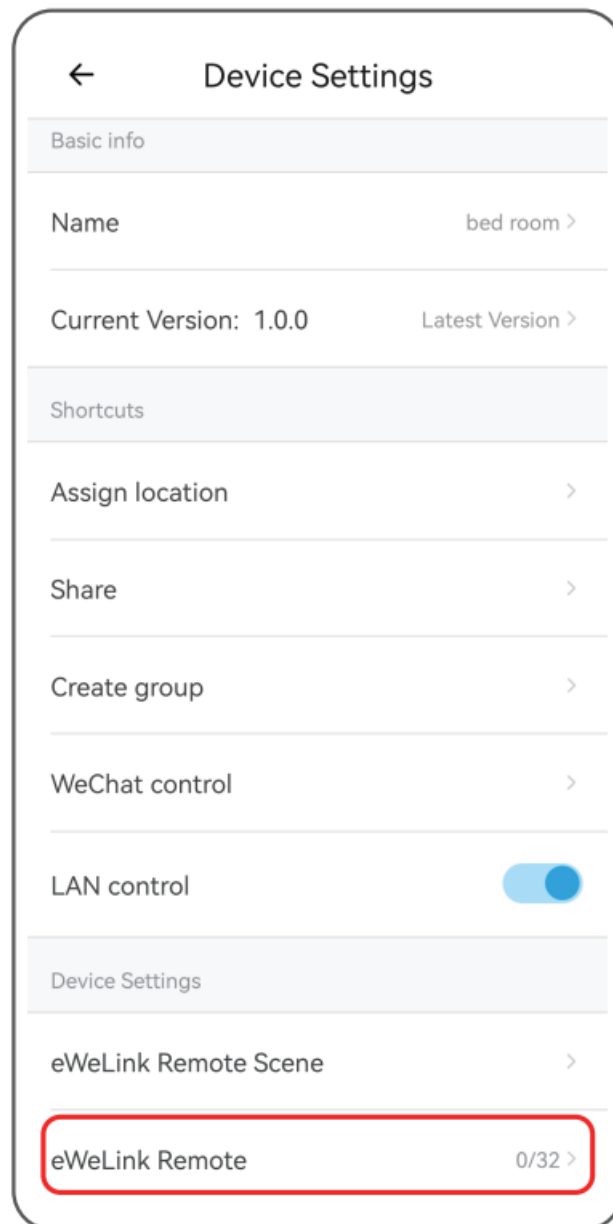 Device Settings
Basic info
Name bed room
Current Version: 1.0.0 Latest Version
Shortcuts
Assign location
Share
Create group
WeChat control
LAN control
Device Settings
eWeLink Remote Scene
eWeLink Remote 0/32